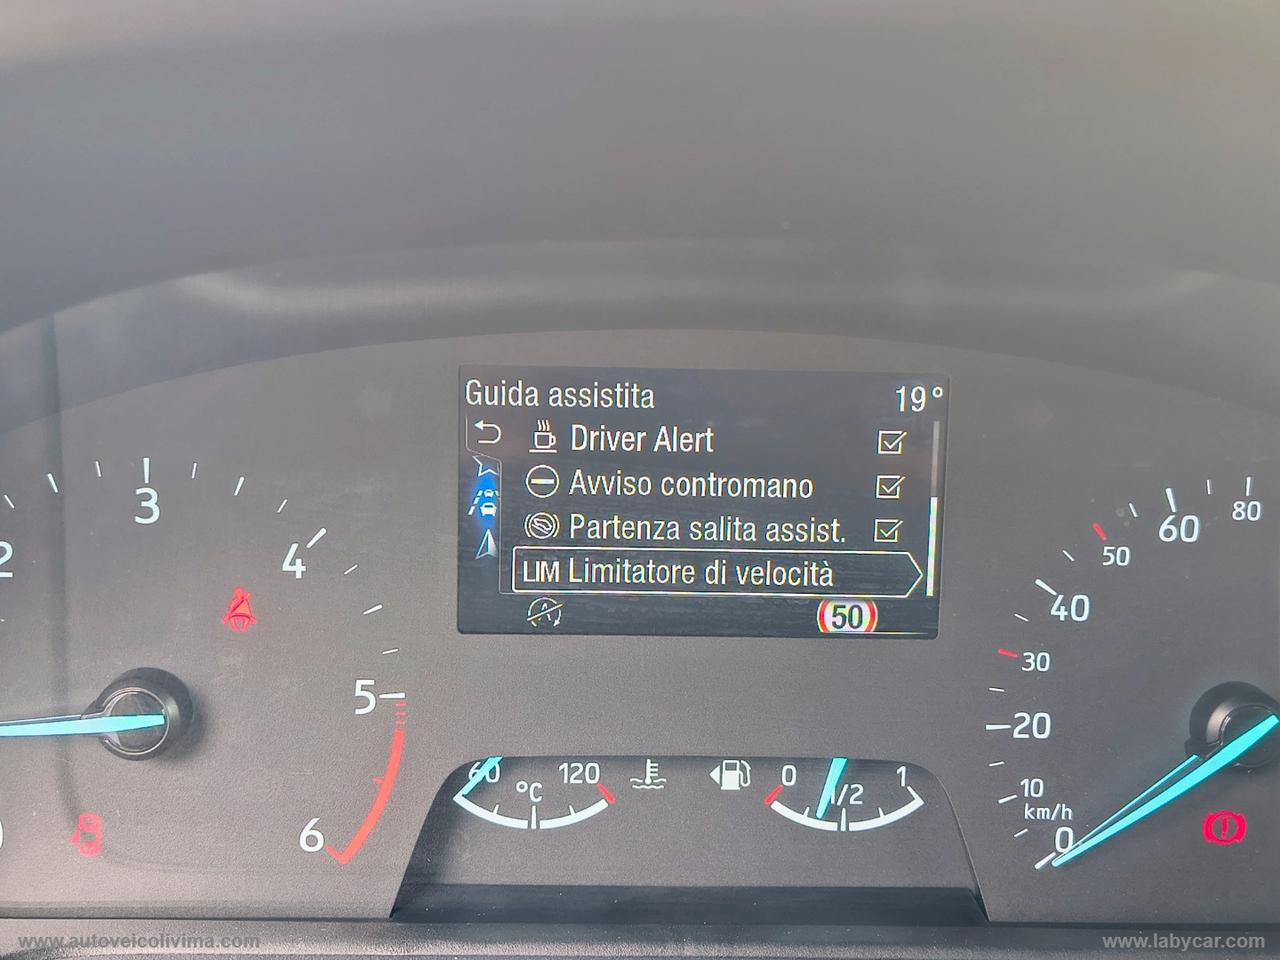 Guida assistita 19°
Driver Alert
Avviso contromano
Partenza salita assist.
LIM Limitatore di velocità
50
2
3
4
5
6
60
°C
120
0
1/2
1
80
60
50
40
30
20
10
km/h
0
www.autoveicolivima.com
www.labycar.com